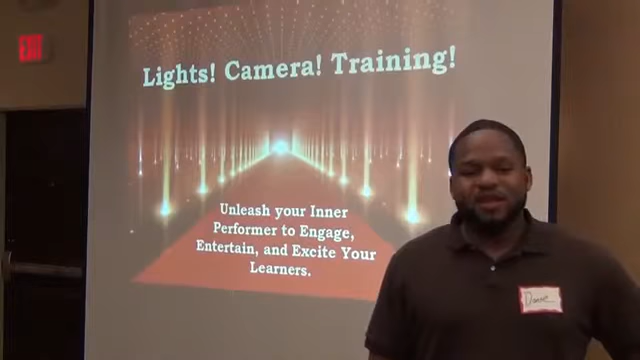 EXIT
Lights! Camera! Training!
Unleash your Inner
Performer to Engage,
Entertain, and Excite Your
Learners.